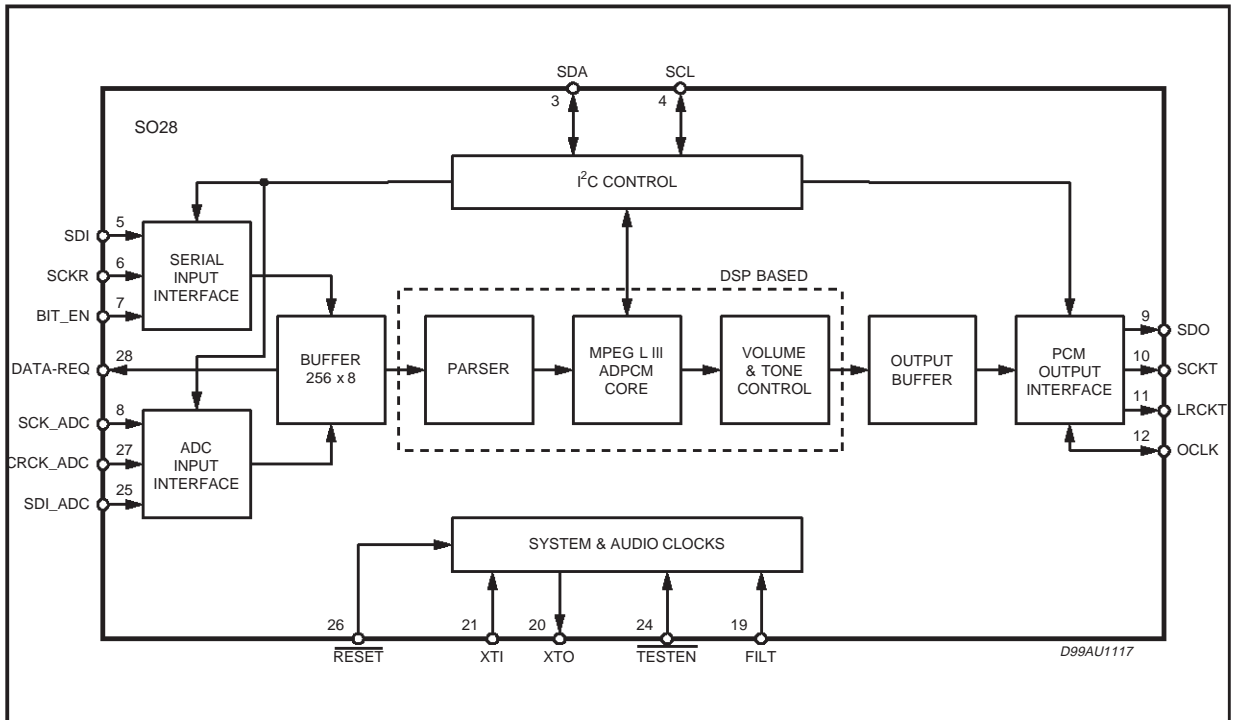 SDA
SCL
3
4
SO28
I²C CONTROL
SDI
5
SCKR
6
BIT_EN
7
SERIAL
INPUT
INTERFACE
DSP BASED
DATA-REQ
28
BUFFER
256 x 8
PARSER
MPEG L III
ADPCM
CORE
VOLUME
& TONE
CONTROL
OUTPUT
BUFFER
PCM
OUTPUT
INTERFACE
9
SDO
10
SCKT
11
LRCKT
12
OCLK
SCK_ADC
8
CRCK_ADC
27
SDI_ADC
25
ADC
INPUT
INTERFACE
SYSTEM & AUDIO CLOCKS
26
21
20
24
19
RESET
XTI
XTO
TESTEN
FILT
D99AU1117